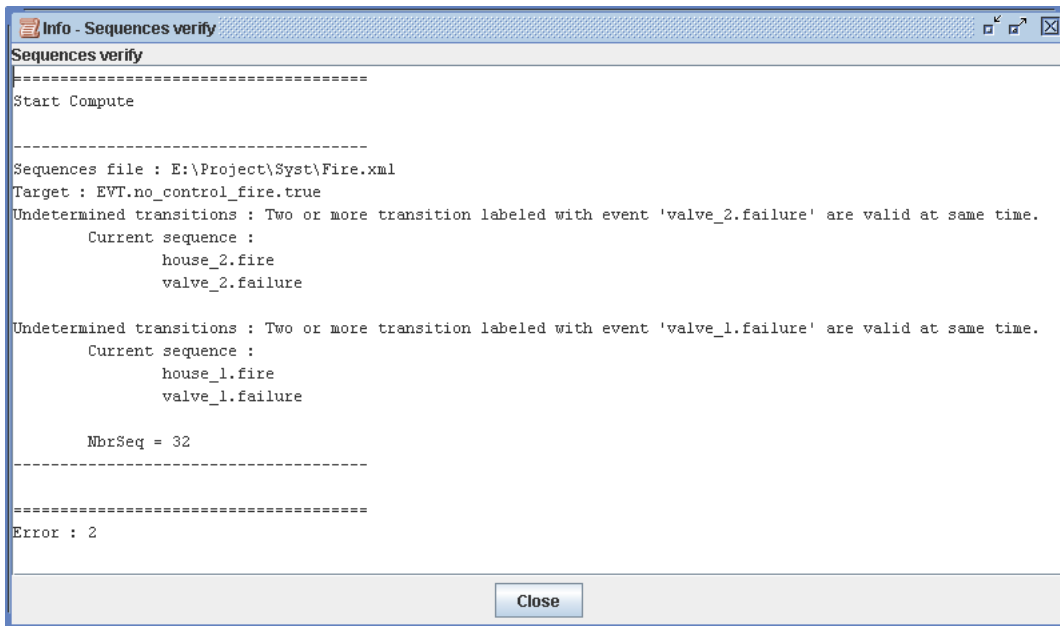 Info - Sequences verify
Sequences verify
======================================
Start Compute
--------------------------------------
Sequences file : E:\Project\Syst\Fire.xml
Target : EVT.no_control_fire.true
Undetermined transitions : Two or more transition labeled with event 'valve_2.failure' are valid at same time.
Current sequence :
house_2.fire
valve_2.failure
Undetermined transitions : Two or more transition labeled with event 'valve_1.failure' are valid at same time.
Current sequence :
house_1.fire
valve_1.failure
NbrSeq = 32
--------------------------------------
======================================
Error : 2
Close